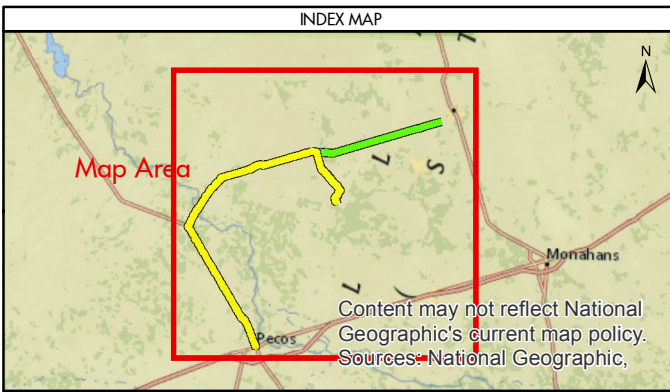 INDEX MAP
N
L
Map Area
L
S
Monahans
L
(
Content may not reflect National
Geographic's current map policy.
Pecos
Sources: National Geographic,